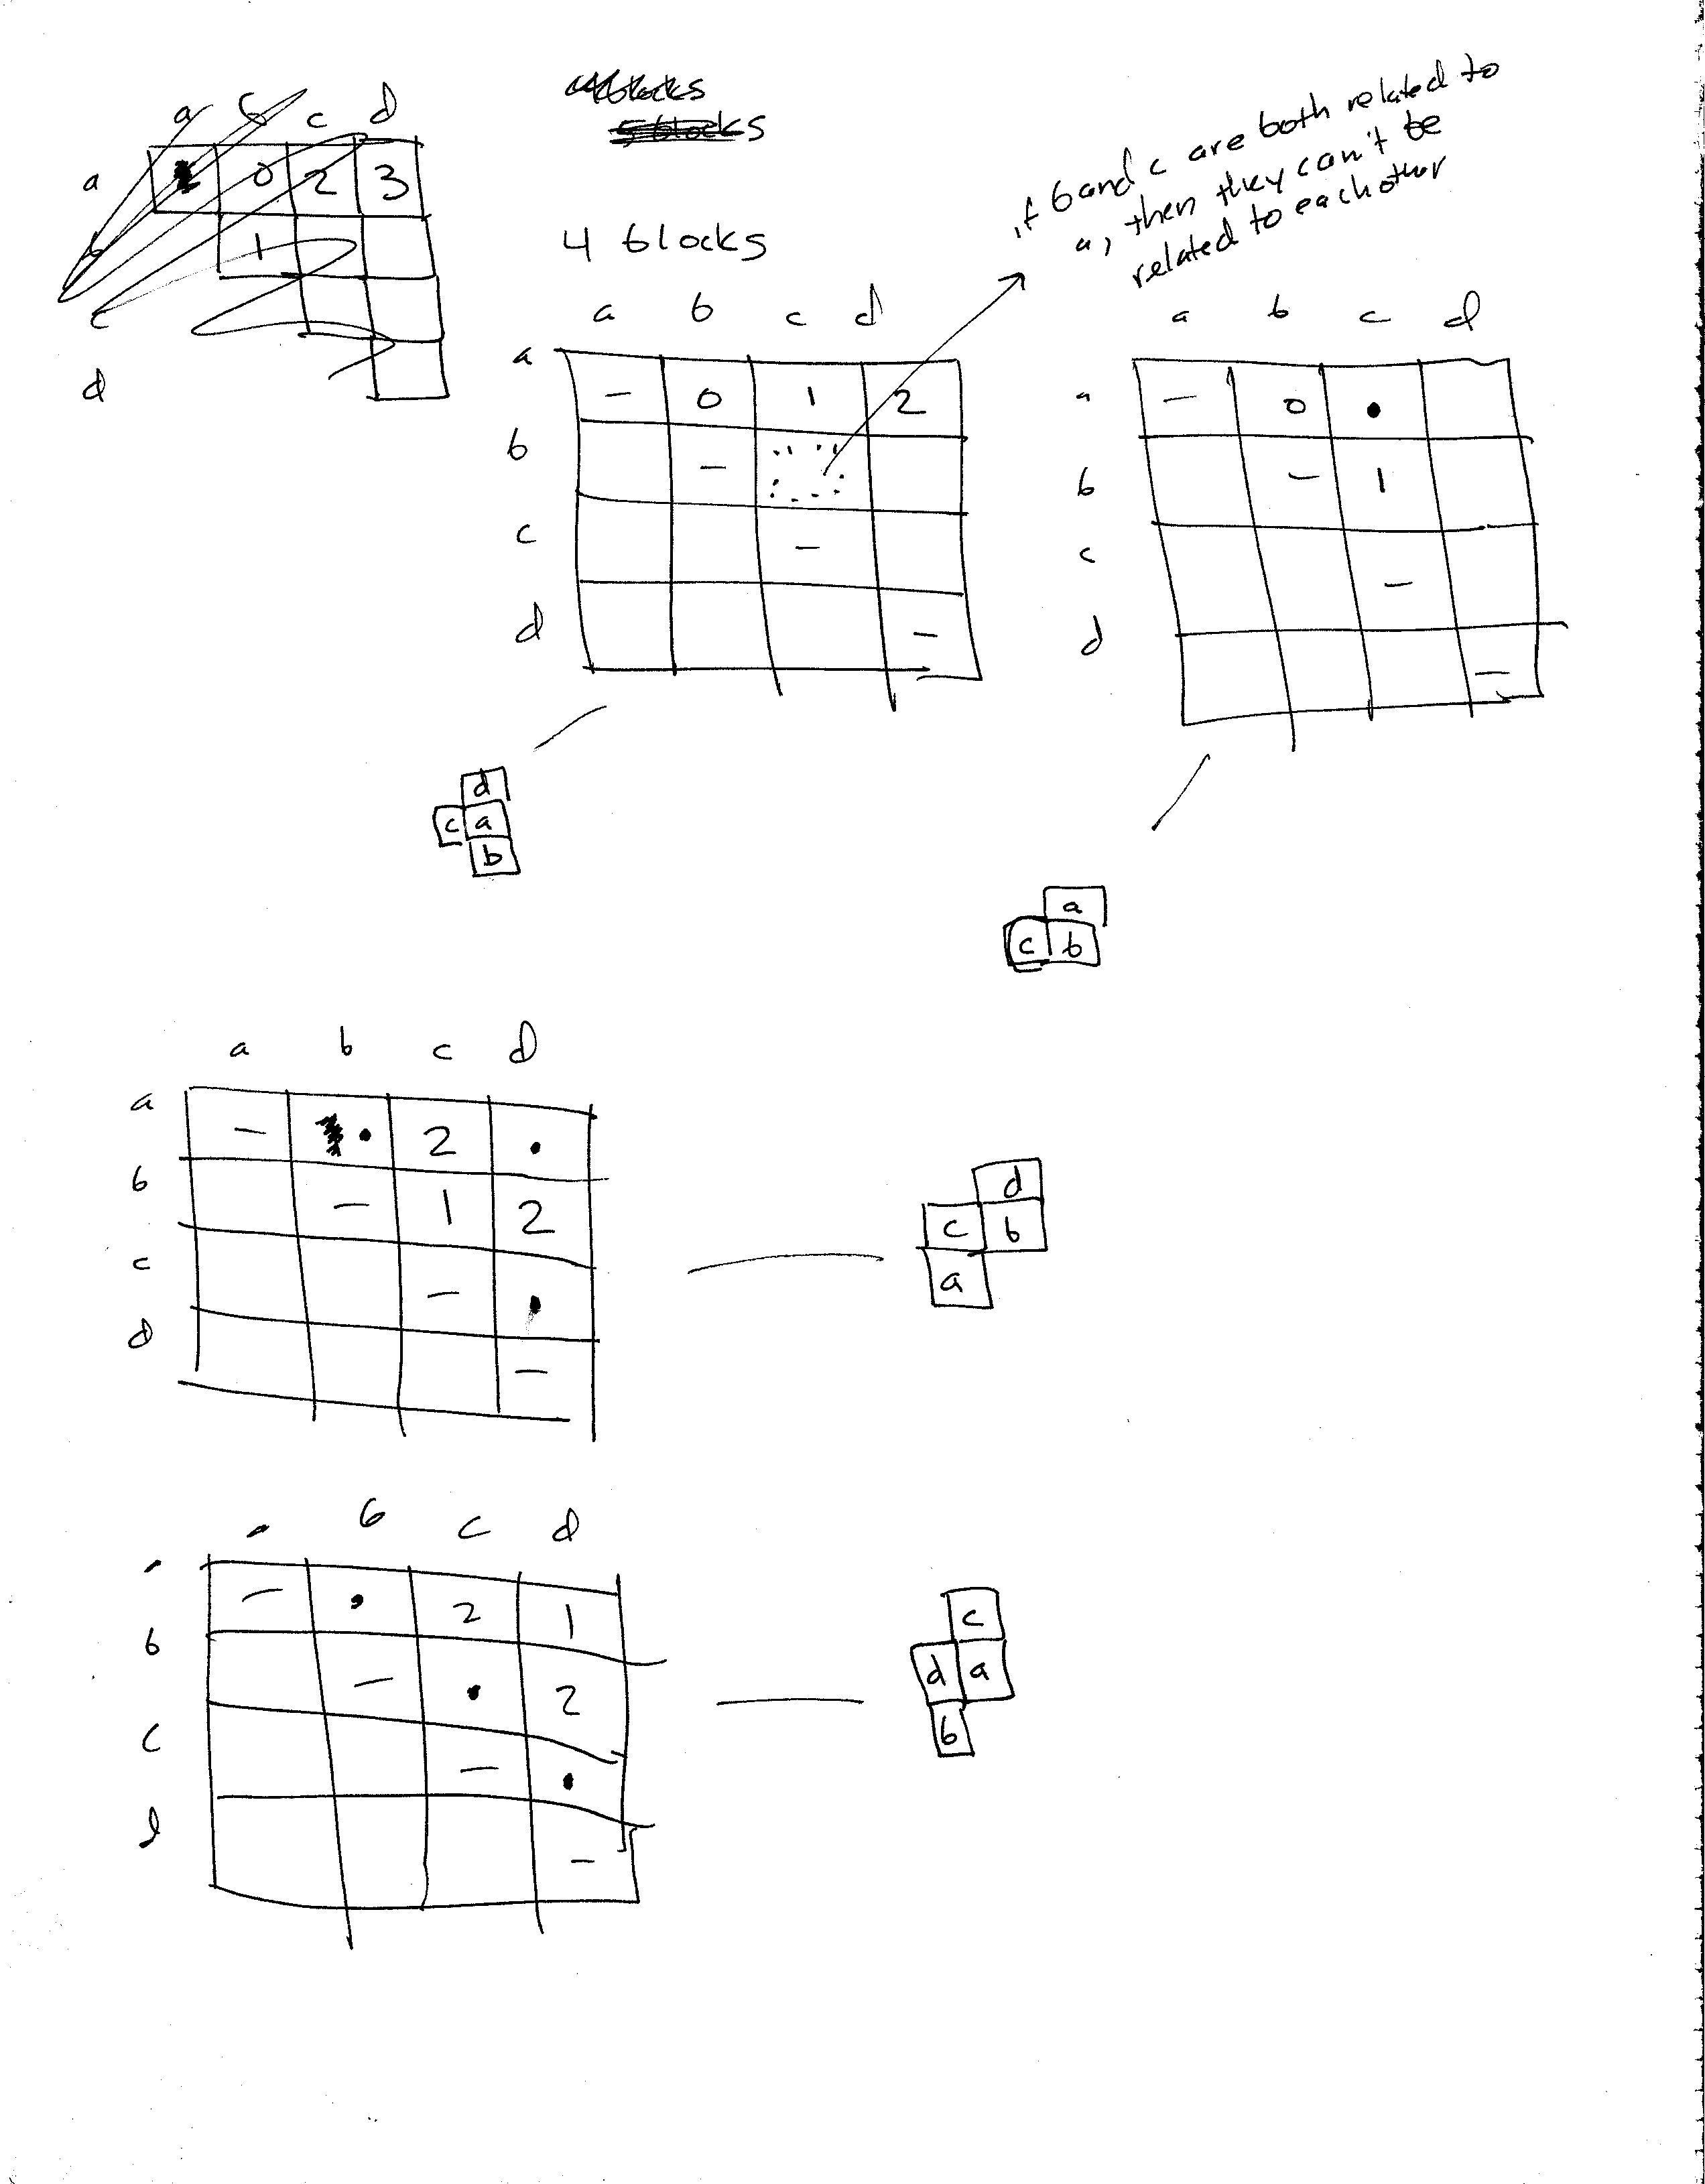 blocks
5 blocks
4 blocks
if b and c are both related to
a, then they can't be
related to each other
a b c d
a 0 2 3
b 1
c
d
a b c d
a - 0 1 2
b -
c -
d -
a b c d
a - 0 •
b - 1
c -
d -
d
c a
b
a
c b
a b c d
a - • 2 •
b - 1 2
c - •
d -
d
c b
a
a b c d
a - • 2 1
b - • 2
c - •
d -
c
d a
b